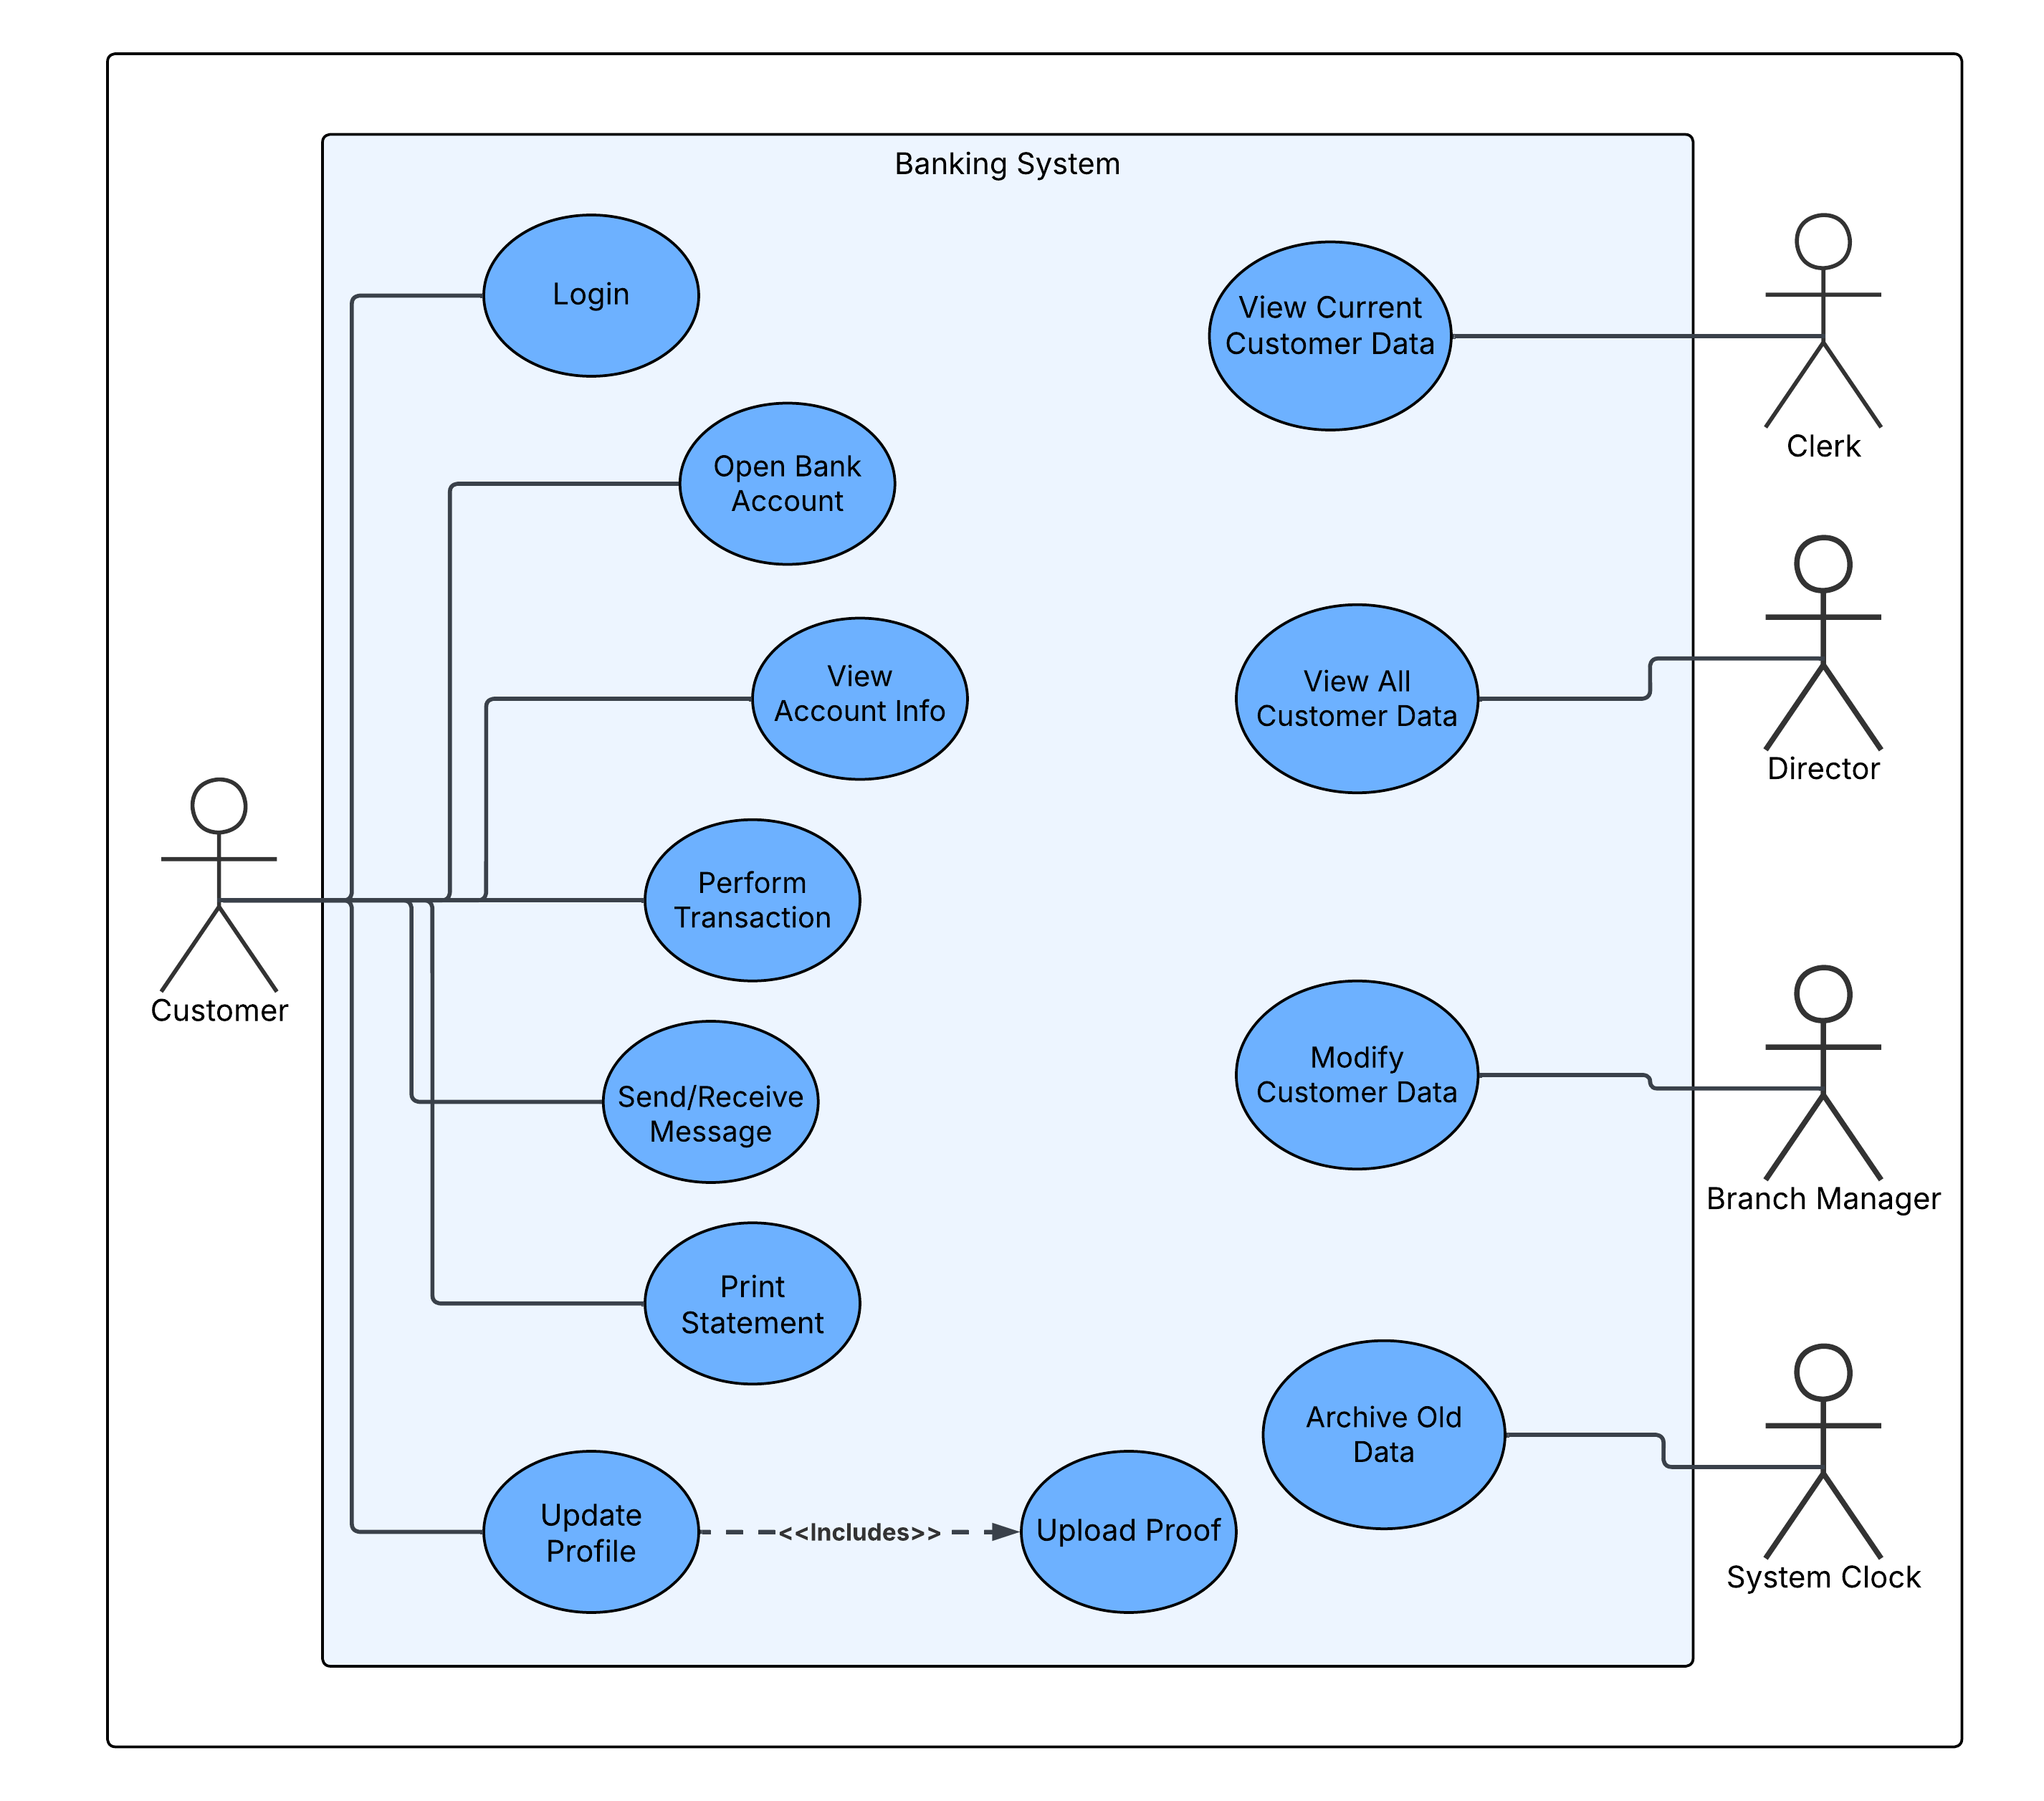 Banking System
Login
Open Bank
Account
View
Account Info
Perform
Transaction
Customer
Send/Receive
Message
Print
Statement
Update
Profile
<<Includes>>
Upload Proof
View Current
Customer Data
Clerk
View All
Customer Data
Director
Modify
Customer Data
Branch Manager
Archive Old
Data
System Clock